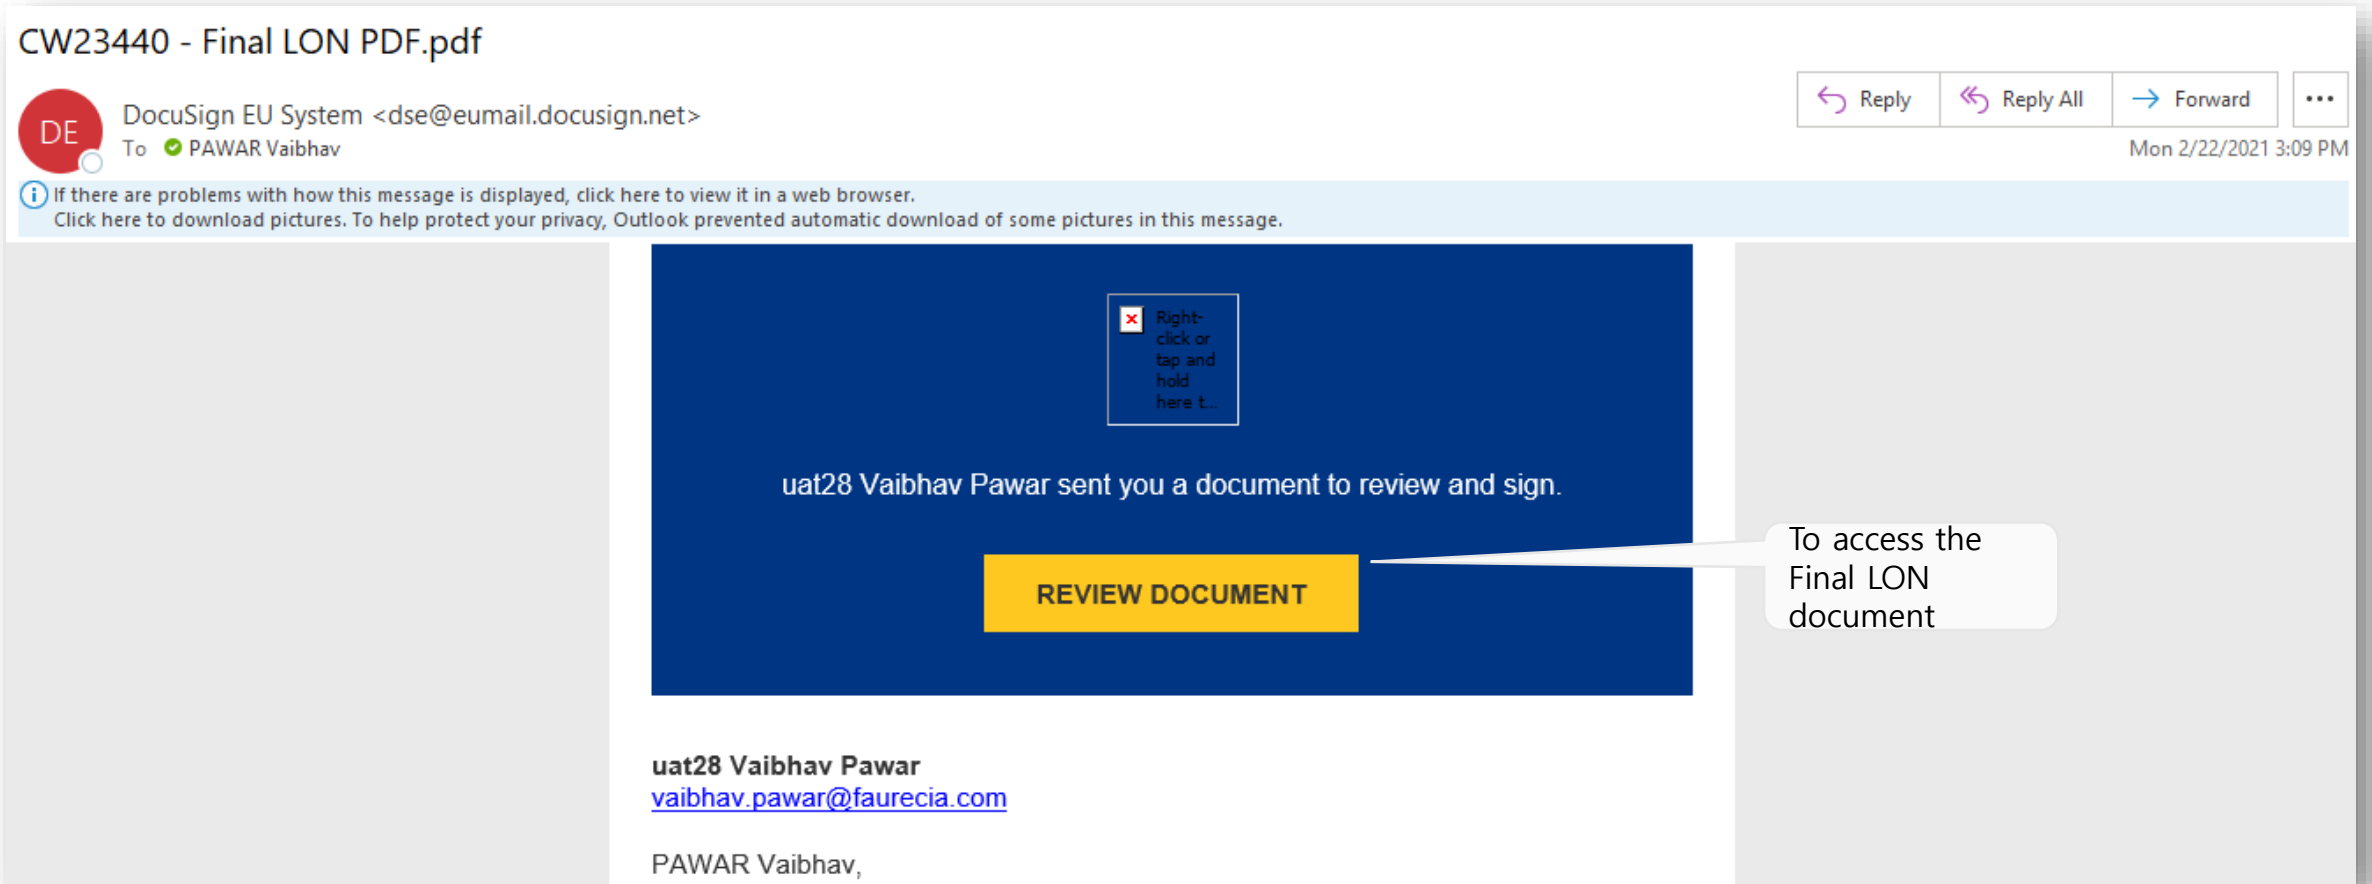 CW23440 - Final LON PDF.pdf
DE
DocuSign EU System <dse@eumail.docusign.net>
To PAWAR Vaibhav
Reply
Reply All
Forward
Mon 2/22/2021 3:09 PM
If there are problems with how this message is displayed, click here to view it in a web browser.
Click here to download pictures. To help protect your privacy, Outlook prevented automatic download of some pictures in this message.
Right-
click or
tap and
hold
here t...
uat28 Vaibhav Pawar sent you a document to review and sign.
REVIEW DOCUMENT
To access the
Final LON
document
uat28 Vaibhav Pawar
vaibhav.pawar@faurecia.com
PAWAR Vaibhav,